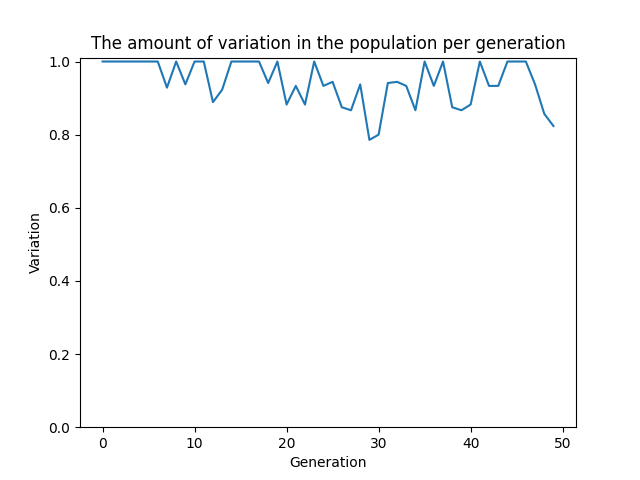 The amount of variation in the population per generation
1.0
0.8
0.6
0.4
0.2
0.0
Variation
0 10 20 30 40 50
Generation